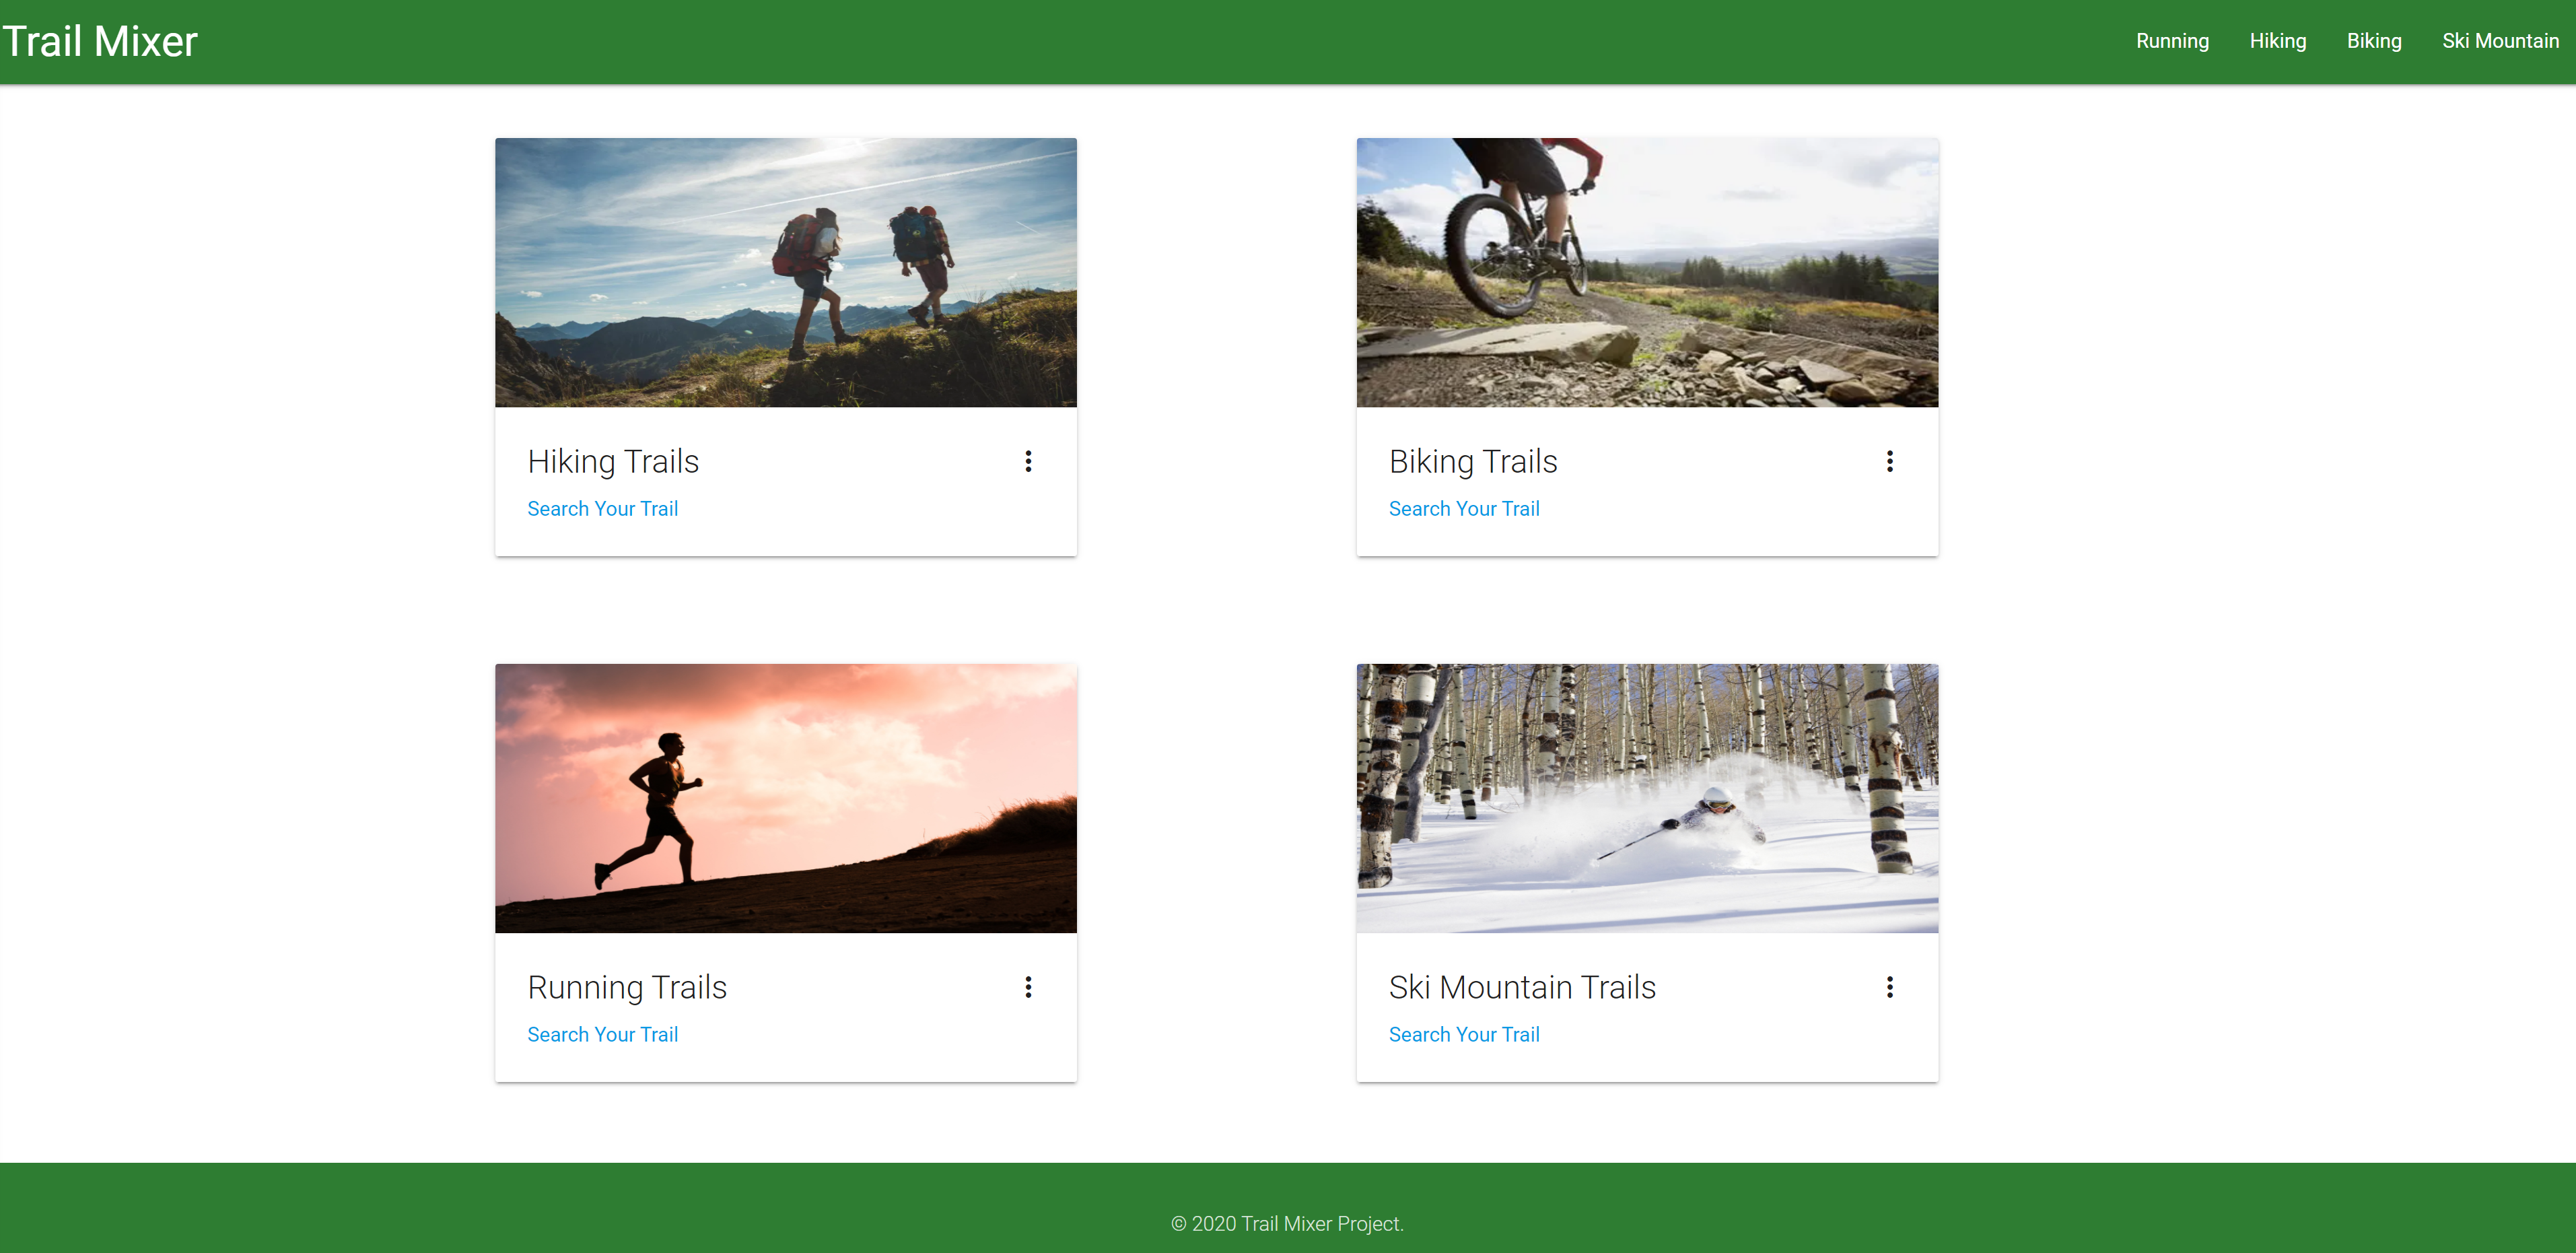 Trail Mixer
Running Hiking Biking Ski Mountain
Hiking Trails
Search Your Trail
Biking Trails
Search Your Trail
Running Trails
Search Your Trail
Ski Mountain Trails
Search Your Trail
© 2020 Trail Mixer Project.